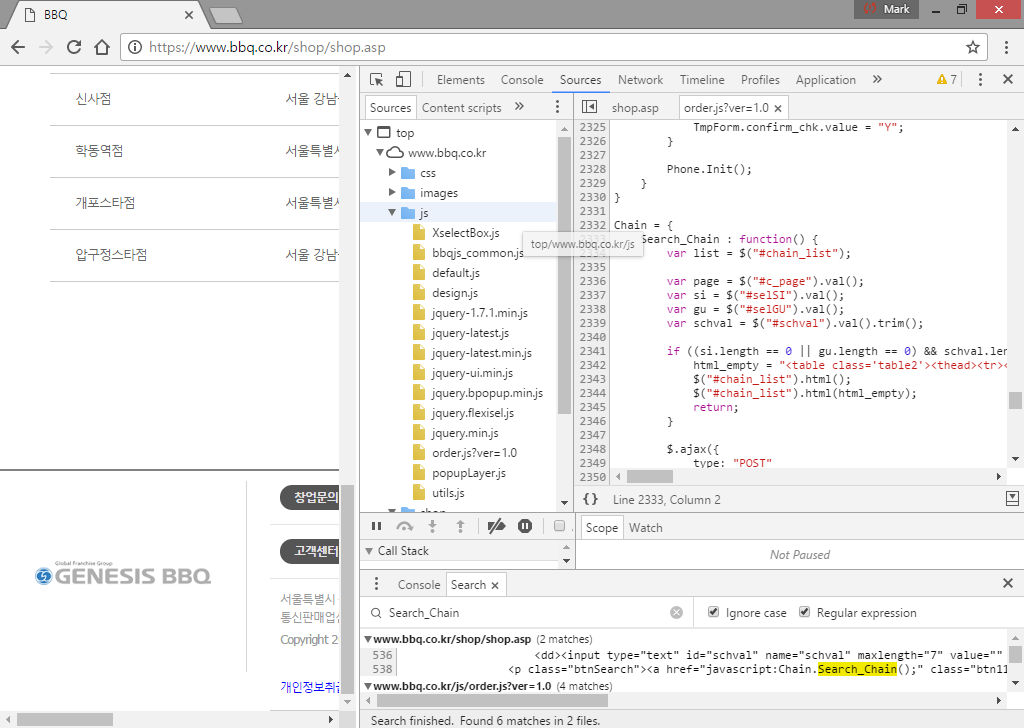 BBQ
Mark
https://www.bbq.co.kr/shop/shop.asp
신사점 서울 강남
학동역점 서울특별시
개포스타점 서울특별시
압구정스타점 서울 강남
창업문의
고객센터
Global Franchise Group
GENESIS BBQ
서울특별시
통신판매업신
Copyright 2
개인정보취급
Elements Console Sources Network Timeline Profiles Application » 7
Sources Content scripts »
top
www.bbq.co.kr
css
images
js
XselectBox.js
bbqjs_common.js
default.js
design.js
jquery-1.7.1.min.js
jquery-latest.js
jquery-latest.min.js
jquery-ui.min.js
jquery.bpopup.min.js
jquery.flexisel.js
jquery.min.js
order.js?ver=1.0
popupLayer.js
utils.js
top/www.bbq.co.kr/js
shop.asp order.js?ver=1.0
2325 TmpForm.confirm_chk.value = "Y";
2326 }
2327
2328 Phone.Init();
2329 }
2330 }
2331
2332 Chain = {
Search_Chain : function() {
var list = $("#chain_list");
2335
2336 var page = $("#c_page").val();
2337 var si = $("#selSI").val();
2338 var gu = $("#selGU").val();
2339 var schval = $("#schval").val().trim();
2340
2341 if ((si.length == 0 || gu.length == 0) && schval.len
2342 html_empty = "<table class='table2'><thead><tr><
2343 $("#chain_list").html();
2344 $("#chain_list").html(html_empty);
2345 return;
2346 }
2347
2348 $.ajax({
2349 type: "POST"
2350
{} Line 2333, Column 2
Call Stack
Scope Watch
Not Paused
Console Search
Search_Chain
Ignore case Regular expression
www.bbq.co.kr/shop/shop.asp (2 matches)
536 <dd><input type="text" id="schval" name="schval" maxlength="7" value=""
538 <p class="btnSearch"><a href="javascript:Chain.Search_Chain();" class="btn11
www.bbq.co.kr/js/order.js?ver=1.0 (4 matches)
Search finished. Found 6 matches in 2 files.